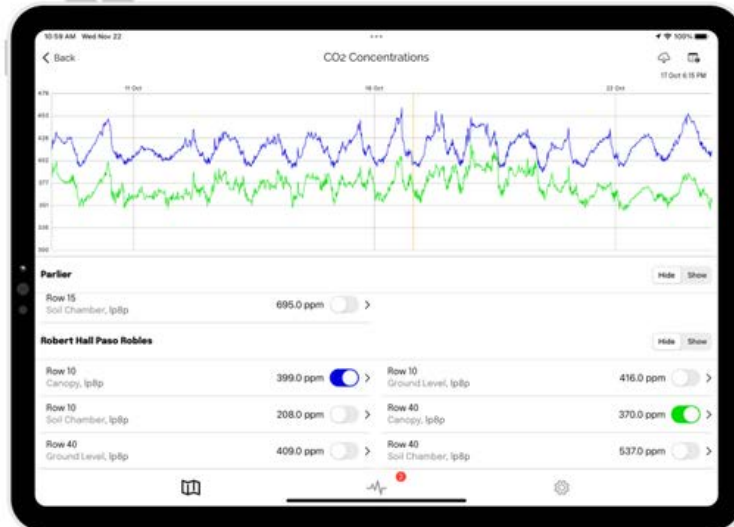 10:59 AM Wed Nov 22
100%
Back
CO2 Concentrations
17 Oct 6:15 PM
11 Oct
16 Oct
22 Oct
402
377
351
300
Parlier
Hide Show
Row 15
Soil Chamber, lp8p
695.0 ppm
Robert Hall Paso Robles
Hide Show
Row 10
Canopy, lp8p
399.0 ppm
Row 10
Ground Level, lp8p
416.0 ppm
Row 10
Soil Chamber, lp8p
208.0 ppm
Row 40
Canopy, lp8p
370.0 ppm
Row 40
Ground Level, lp8p
409.0 ppm
Row 40
Soil Chamber, lp8p
537.0 ppm